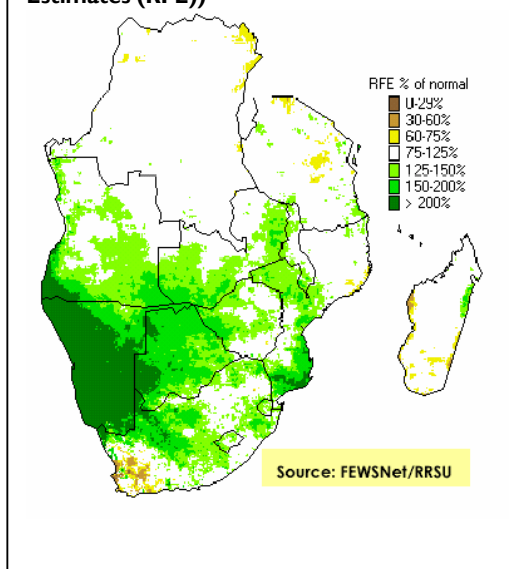 Estimates (RFE))
RFE % of normal
0-29%
30-60%
60-75%
75-125%
125-150%
150-200%
> 200%
Source: FEWSNet/RRSU